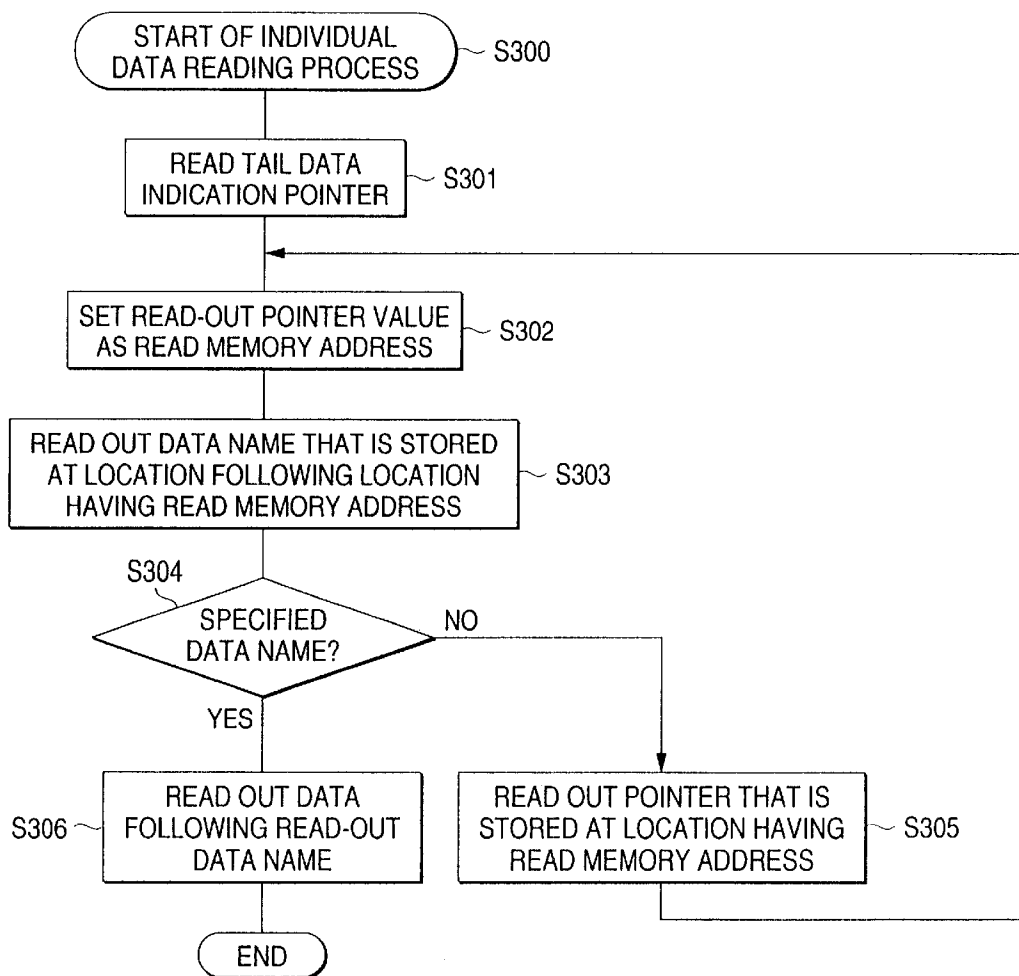 START OF INDIVIDUAL
DATA READING PROCESS
S300
READ TAIL DATA
INDICATION POINTER
S301
SET READ-OUT POINTER VALUE
AS READ MEMORY ADDRESS
S302
READ OUT DATA NAME THAT IS STORED
AT LOCATION FOLLOWING LOCATION
HAVING READ MEMORY ADDRESS
S303
S304
SPECIFIED
DATA NAME?
NO
YES
S306
READ OUT DATA
FOLLOWING READ-OUT
DATA NAME
READ OUT POINTER THAT IS
STORED AT LOCATION HAVING
READ MEMORY ADDRESS
S305
END